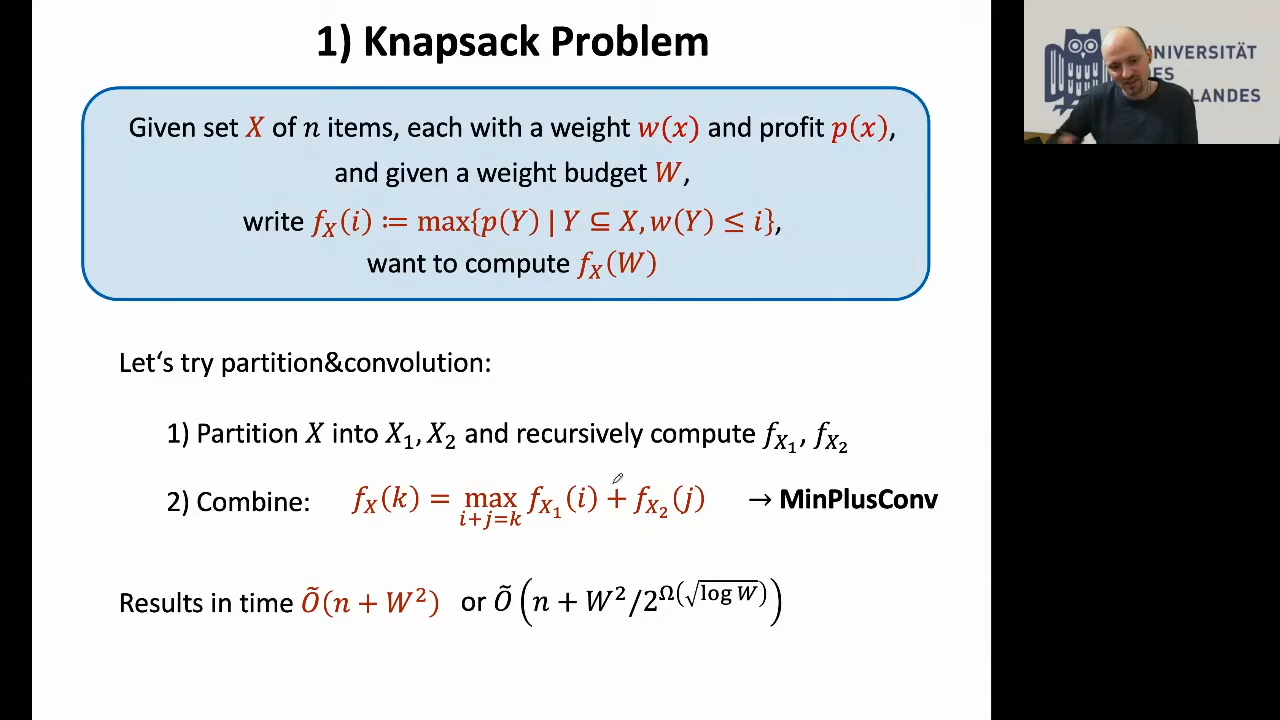 1) Knapsack Problem
Given set X of n items, each with a weight w(x) and profit p(x),
and given a weight budget W,
write f_X(i) ≔ max{p(Y) | Y ⊆ X, w(Y) ≤ i},
want to compute f_X(W)
Let‘s try partition&convolution:
1) Partition X into X_1, X_2 and recursively compute f_{X_1}, f_{X_2}
2) Combine: f_X(k) = max_{i+j=k} f_{X_1}(i) + f_{X_2}(j) → MinPlusConv
Results in time Õ(n + W^2) or Õ(n + W^2/2^{Ω(√log W)})
UNIVERSITÄT
ES
LANDES